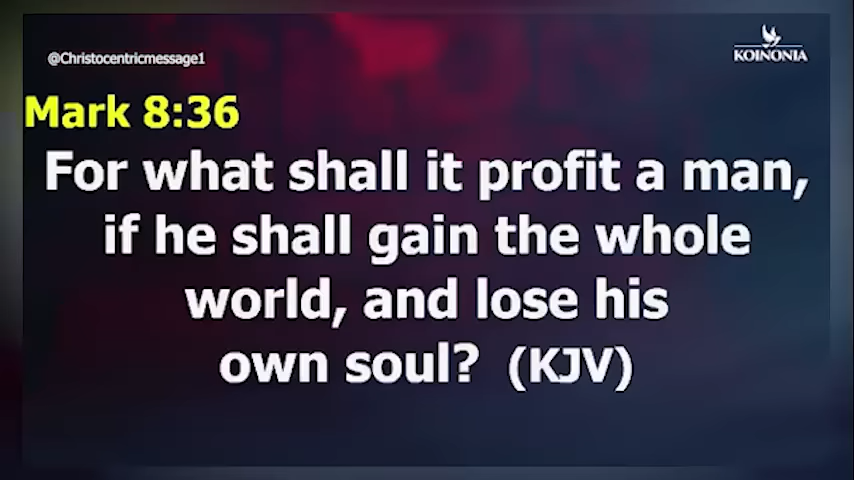 @Christocentricmessage1
KOINONIA
Mark 8:36
For what shall it profit a man,
if he shall gain the whole
world, and lose his
own soul? (KJV)